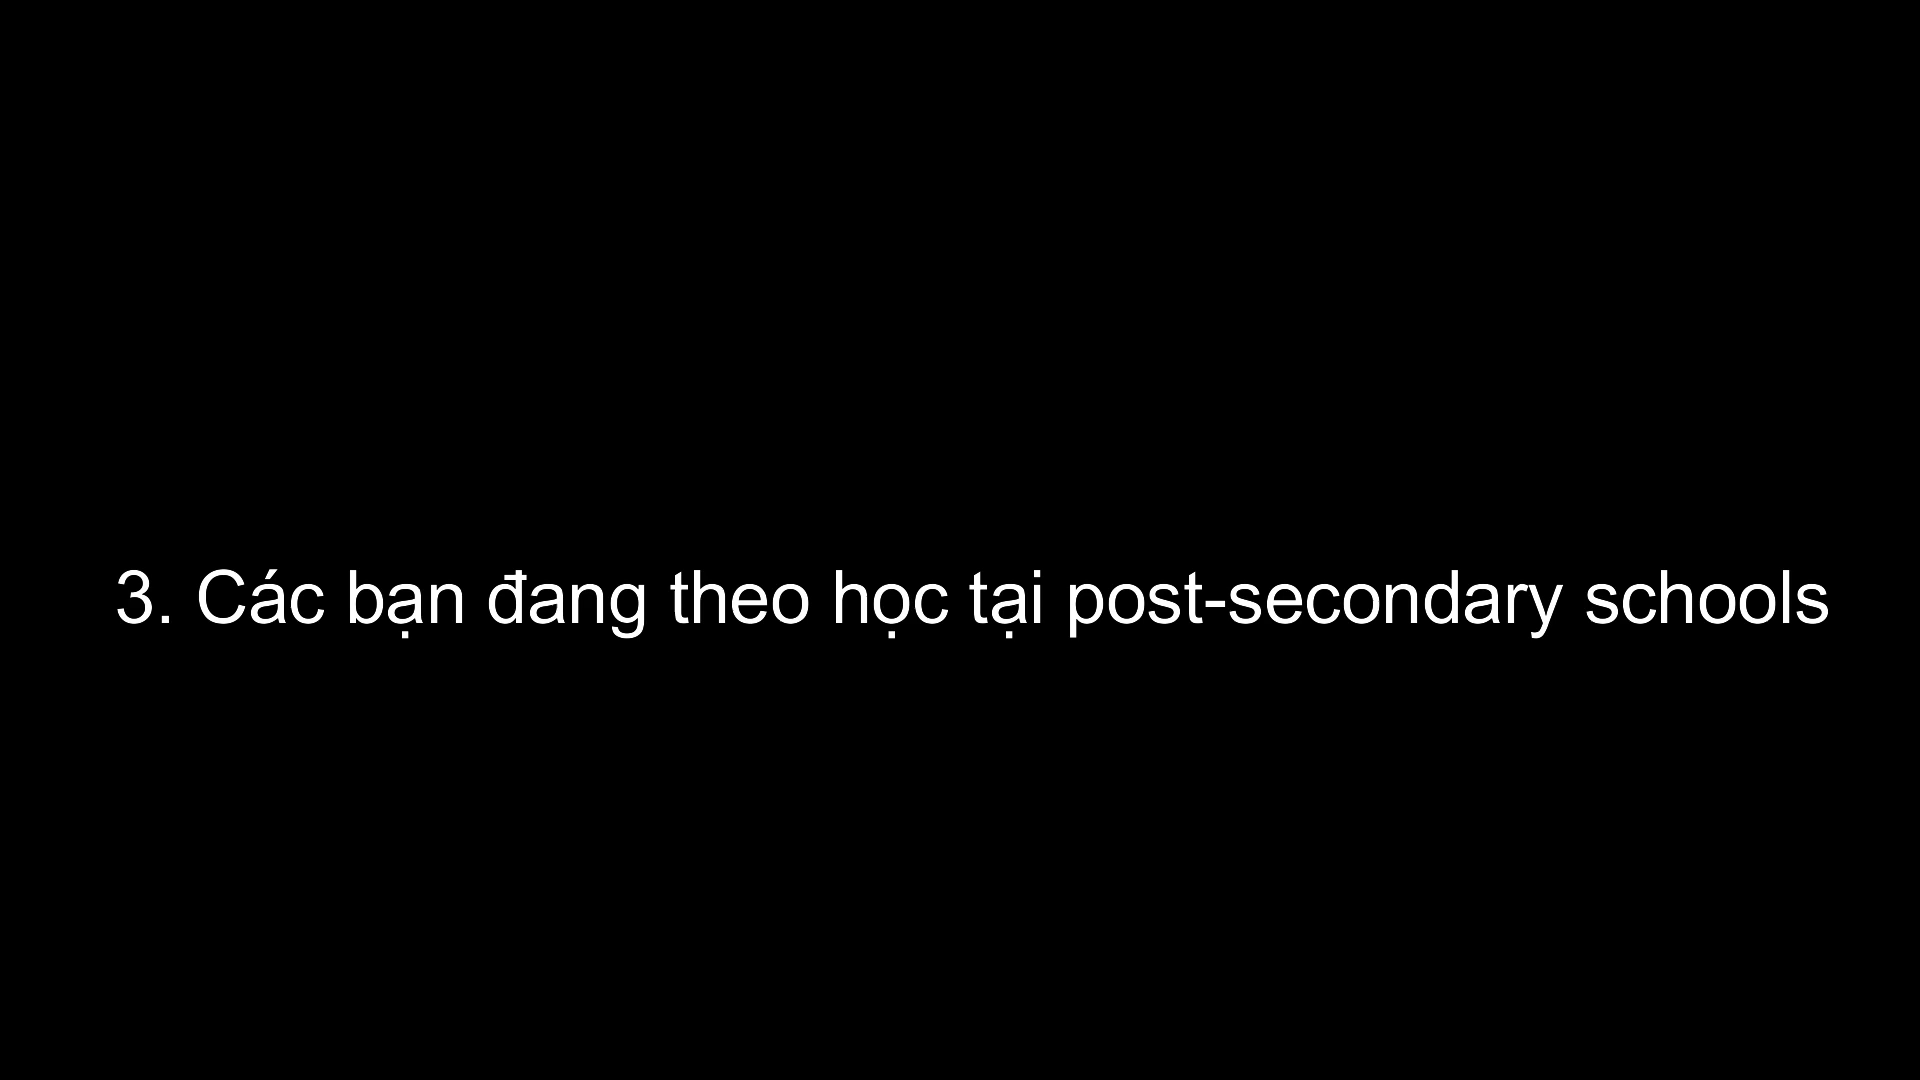 3. Các bạn đang theo học tại post-secondary schools